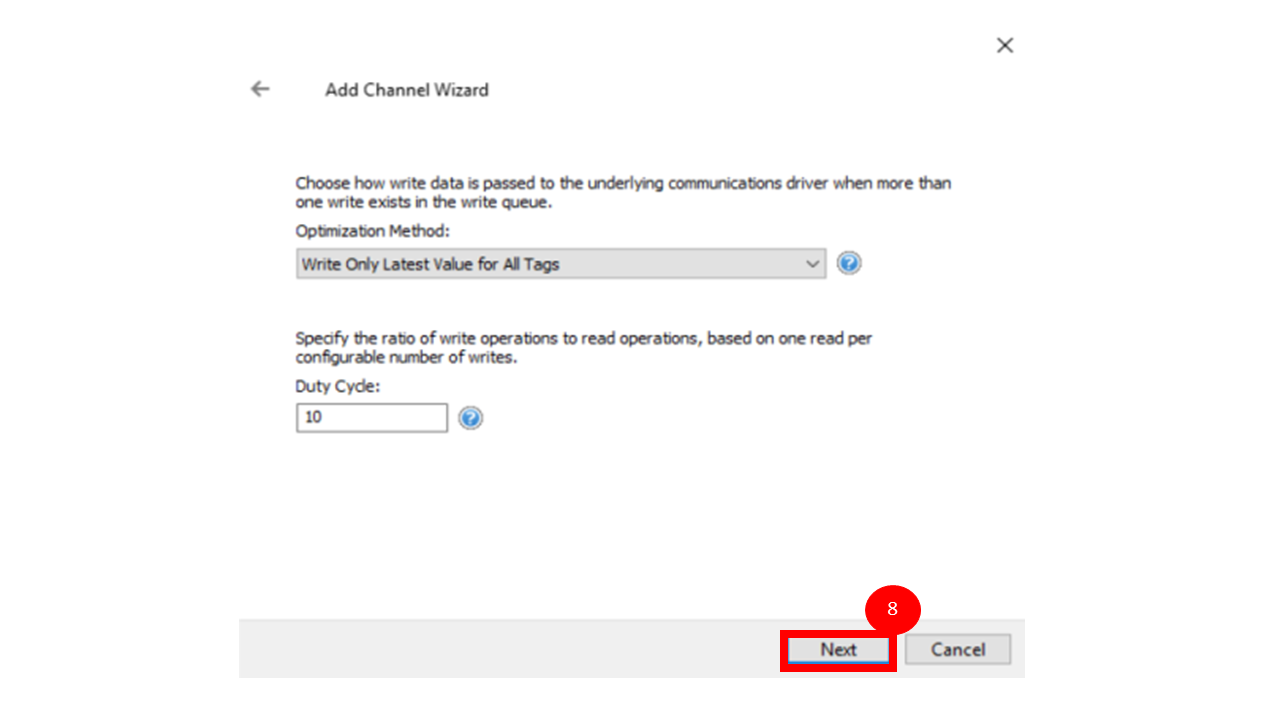 Add Channel Wizard
Choose how write data is passed to the underlying communications driver when more than
one write exists in the write queue.
Optimization Method:
Write Only Latest Value for All Tags
Specify the ratio of write operations to read operations, based on one read per
configurable number of writes.
Duty Cycle:
10
8
Next
Cancel